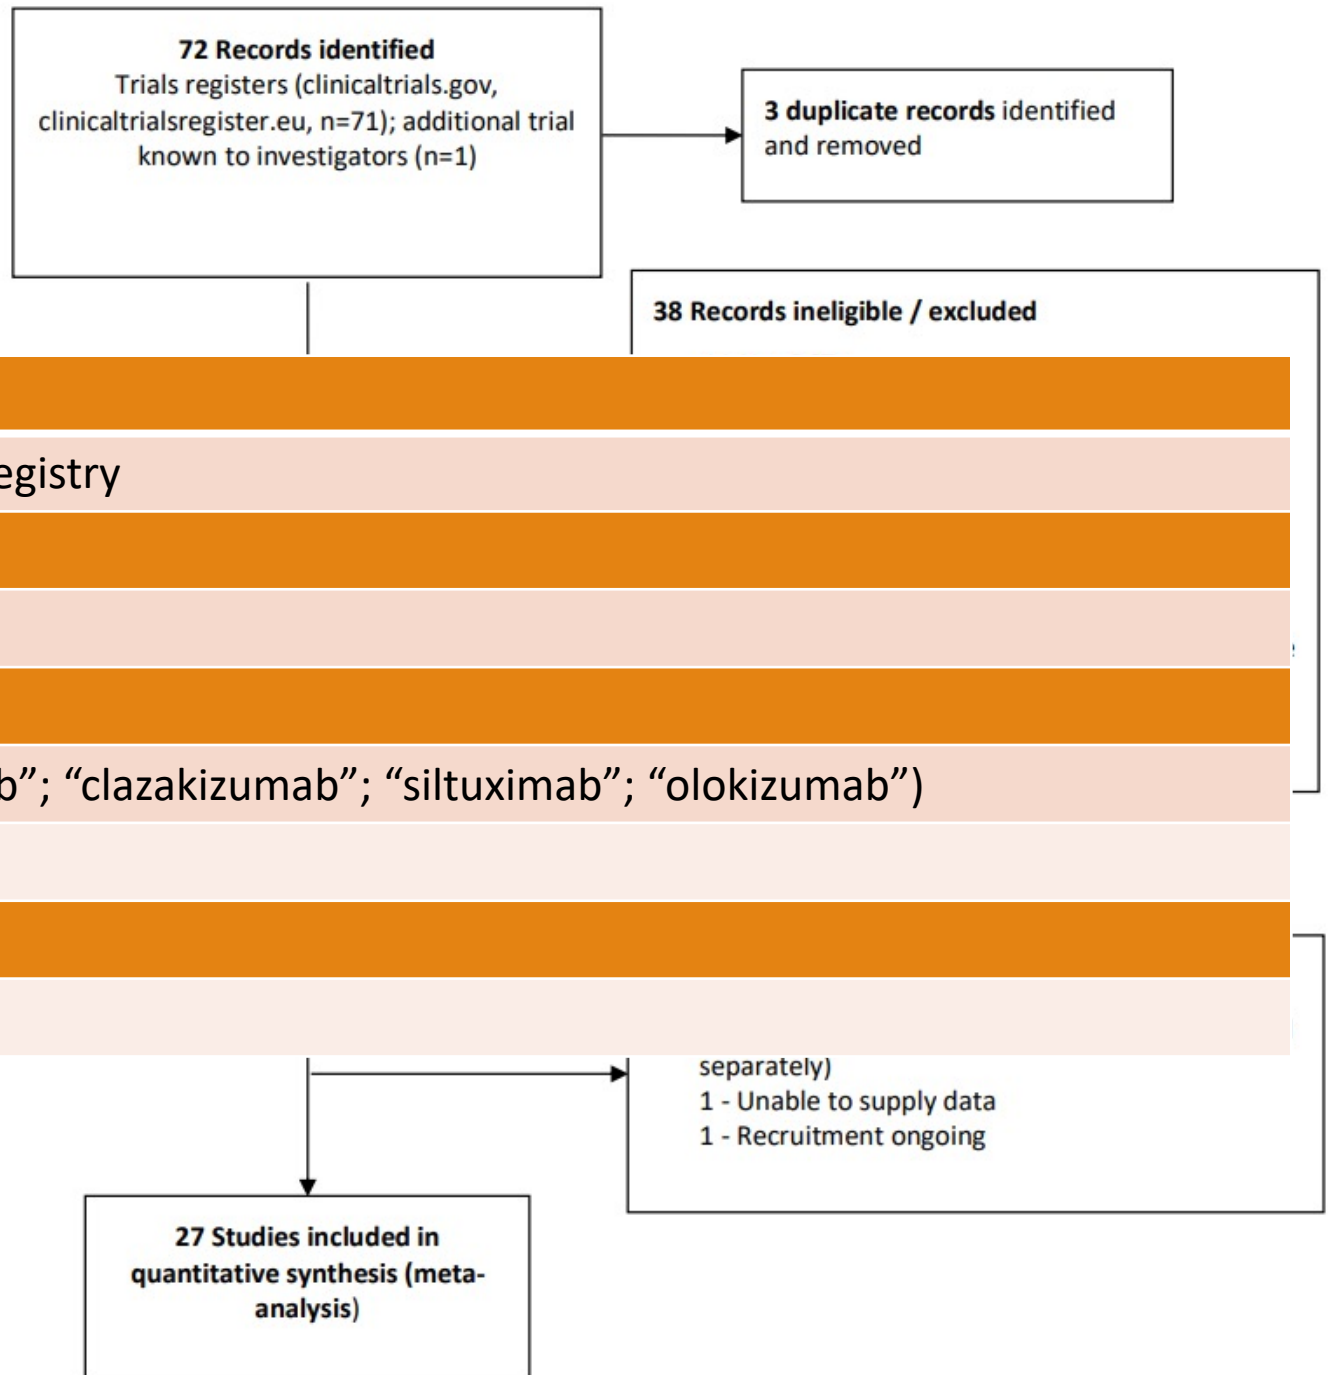 72 Records identified
Trials registers (clinicaltrials.gov,
clinicaltrialsregister.eu, n=71); additional trial
known to investigators (n=1)
3 duplicate records identified
and removed
38 Records ineligible / excluded
egistry
b”; “clazakizumab”; “siltuximab”; “olokizumab”)
separately)
1 - Unable to supply data
1 - Recruitment ongoing
27 Studies included in
quantitative synthesis (meta-
analysis)